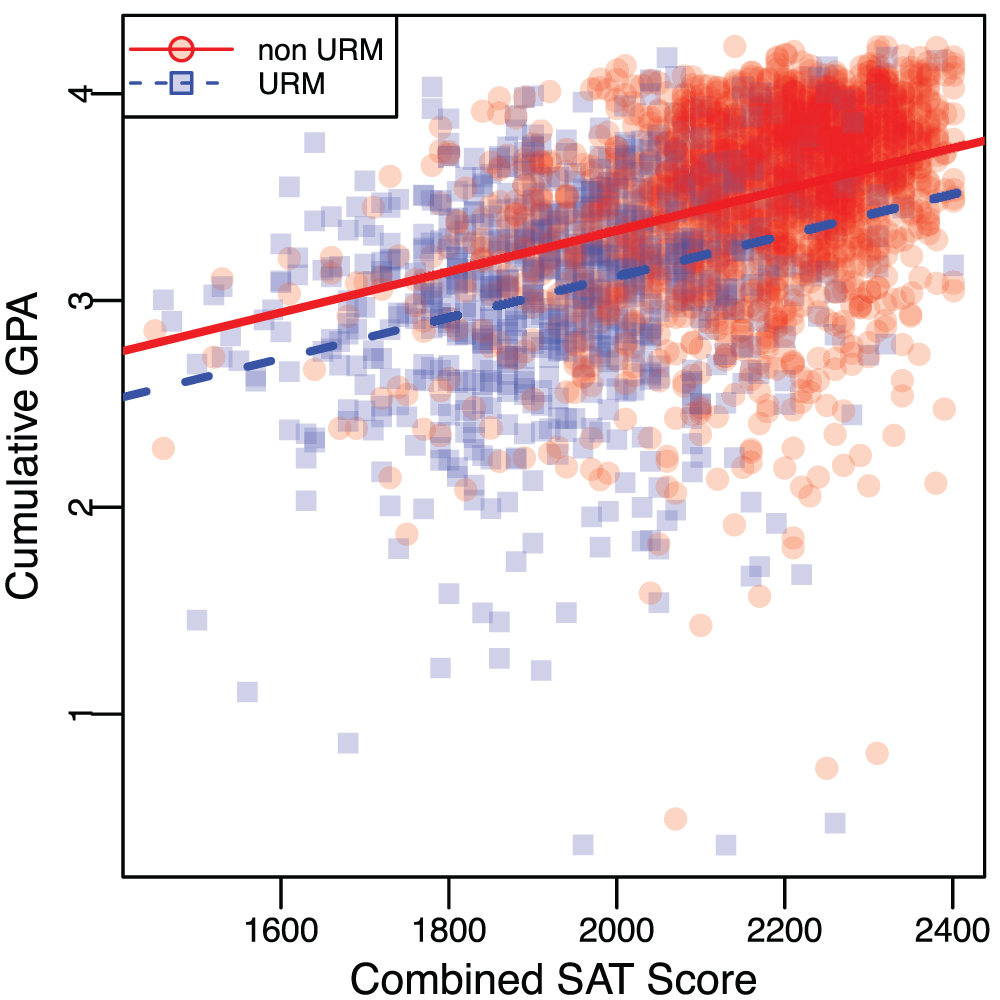 non URM
URM
4
3
2
1
Cumulative GPA
1600 1800 2000 2200 2400
Combined SAT Score